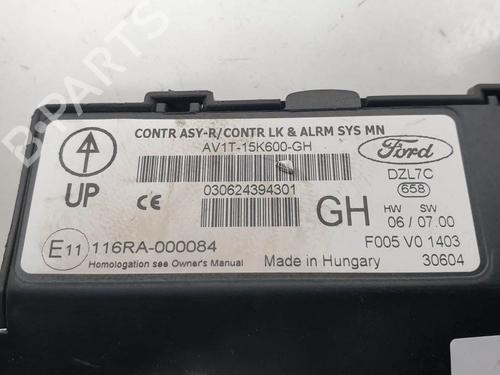 CONTR ASY-R/CONTR LK & ALRM SYS MN
AV1T-15K600-GH
Ford
DZL7C
658
UP
CE
030624394301
GH
HW SW
06 / 07.00
E11 116RA-000084
F005 V0 1403
Homologation see Owner's Manual
Made in Hungary
30604
B-PARTS